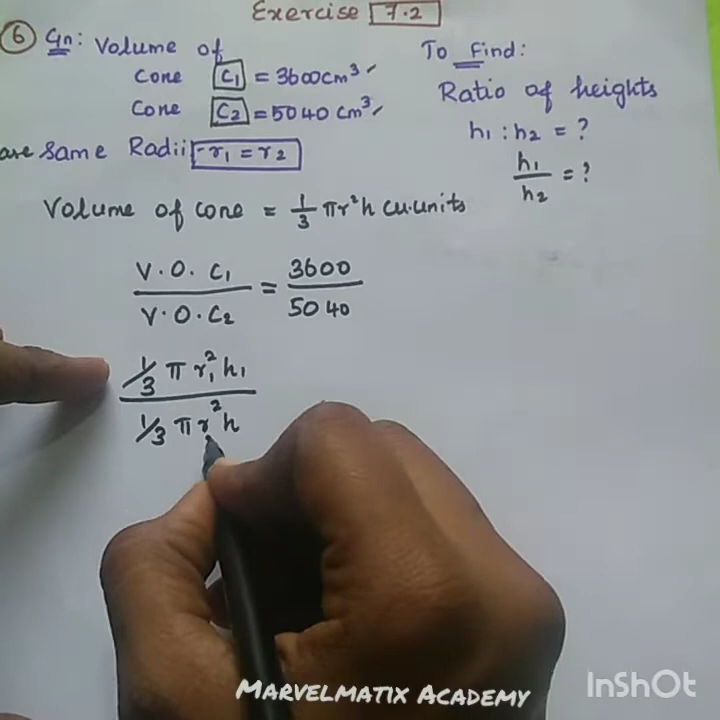 Exercise 7.2
6 Gn: Volume of
Cone C1 = 3600cm³
Cone C2 = 5040 cm³
are Same Radii r1 = r2
To Find:
Ratio of heights
h1 : h2 = ?
h1/h2 = ?
Volume of cone = 1/3 πr²h cu.units
V.O. C1 / V.O. C2 = 3600 / 5040
1/3 π r1² h1
1/3 π r² h
MARVELMATIX ACADEMY
InShOt